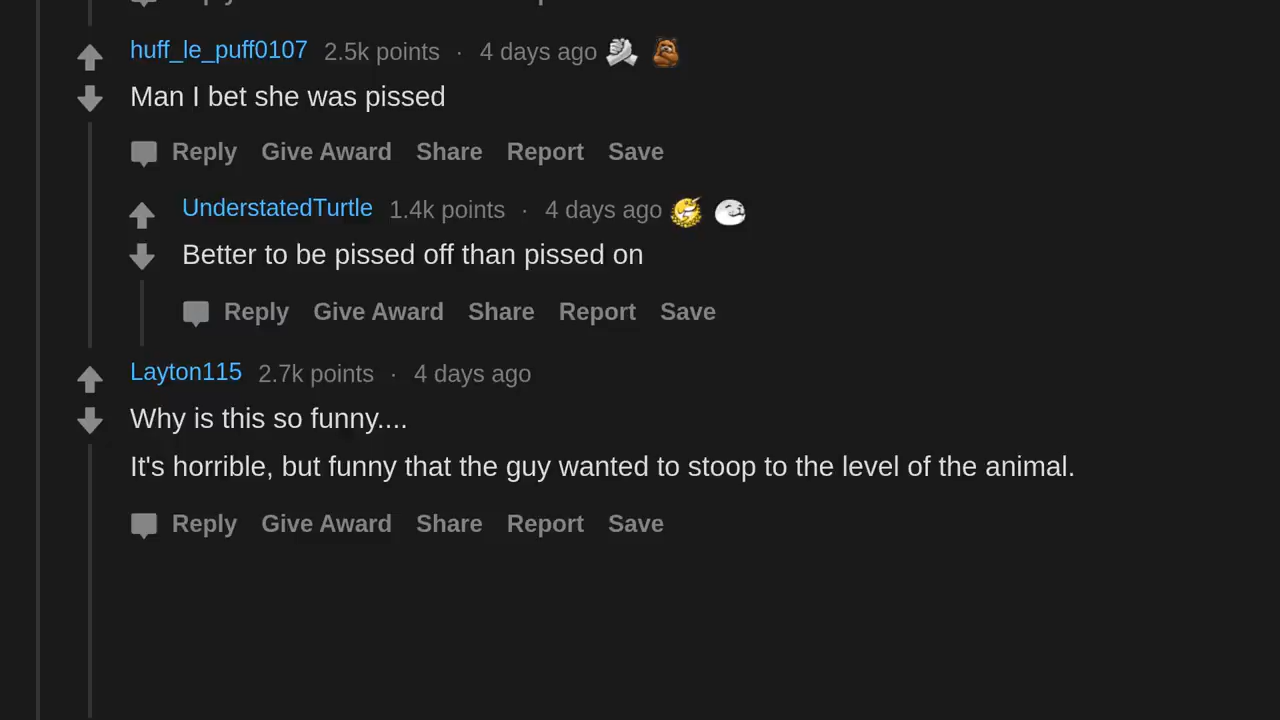 huff_le_puff0107 2.5k points · 4 days ago
Man I bet she was pissed
Reply Give Award Share Report Save
UnderstatedTurtle 1.4k points · 4 days ago
Better to be pissed off than pissed on
Reply Give Award Share Report Save
Layton115 2.7k points · 4 days ago
Why is this so funny....
It's horrible, but funny that the guy wanted to stoop to the level of the animal.
Reply Give Award Share Report Save